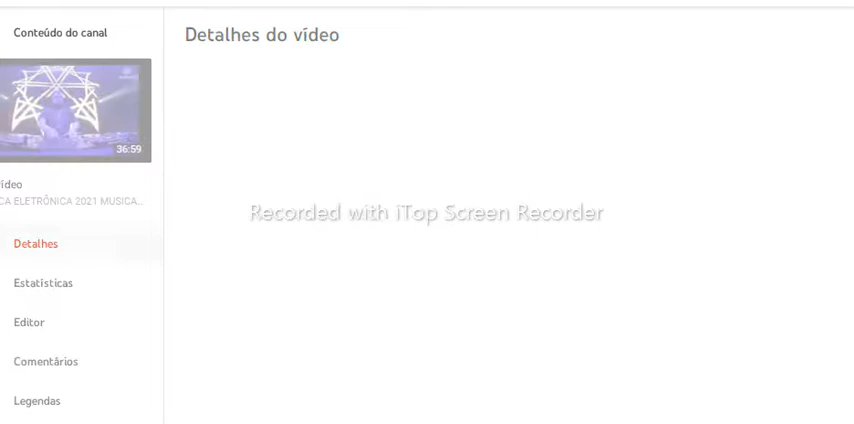 Conteúdo do canal
Detalhes do vídeo
36:59
ídeo
CA ELETRÔNICA 2021 MUSICA...
Recorded with iTop Screen Recorder
Detalhes
Estatísticas
Editor
Comentários
Legendas